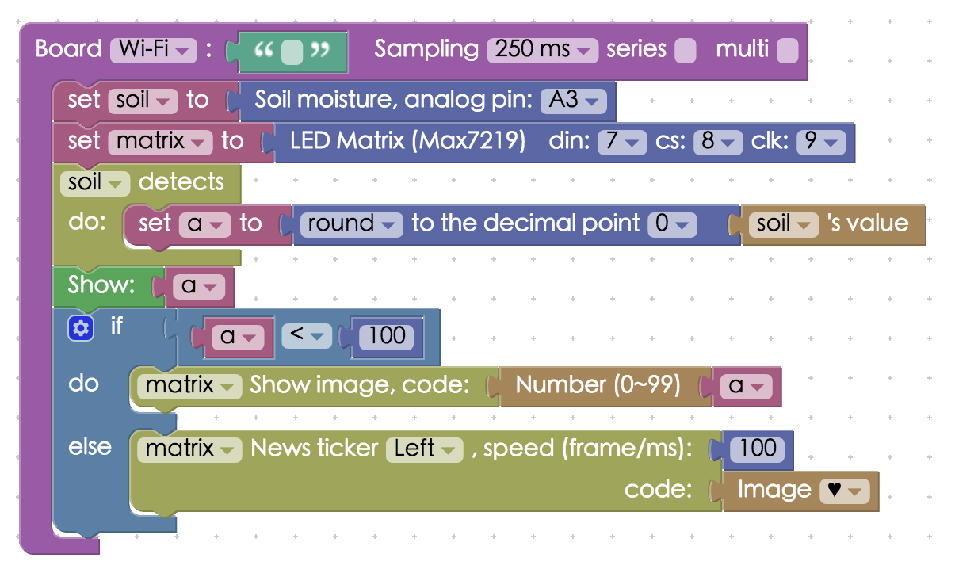 Board Wi-Fi : “ ” Sampling 250 ms series multi
set soil to Soil moisture, analog pin: A3
set matrix to LED Matrix (Max7219) din: 7 cs: 8 clk: 9
soil detects
do: set a to round to the decimal point 0 soil 's value
Show: a
if a < 100
do matrix Show image, code: Number (0~99) a
else matrix News ticker Left , speed (frame/ms): 100
code: Image ♥